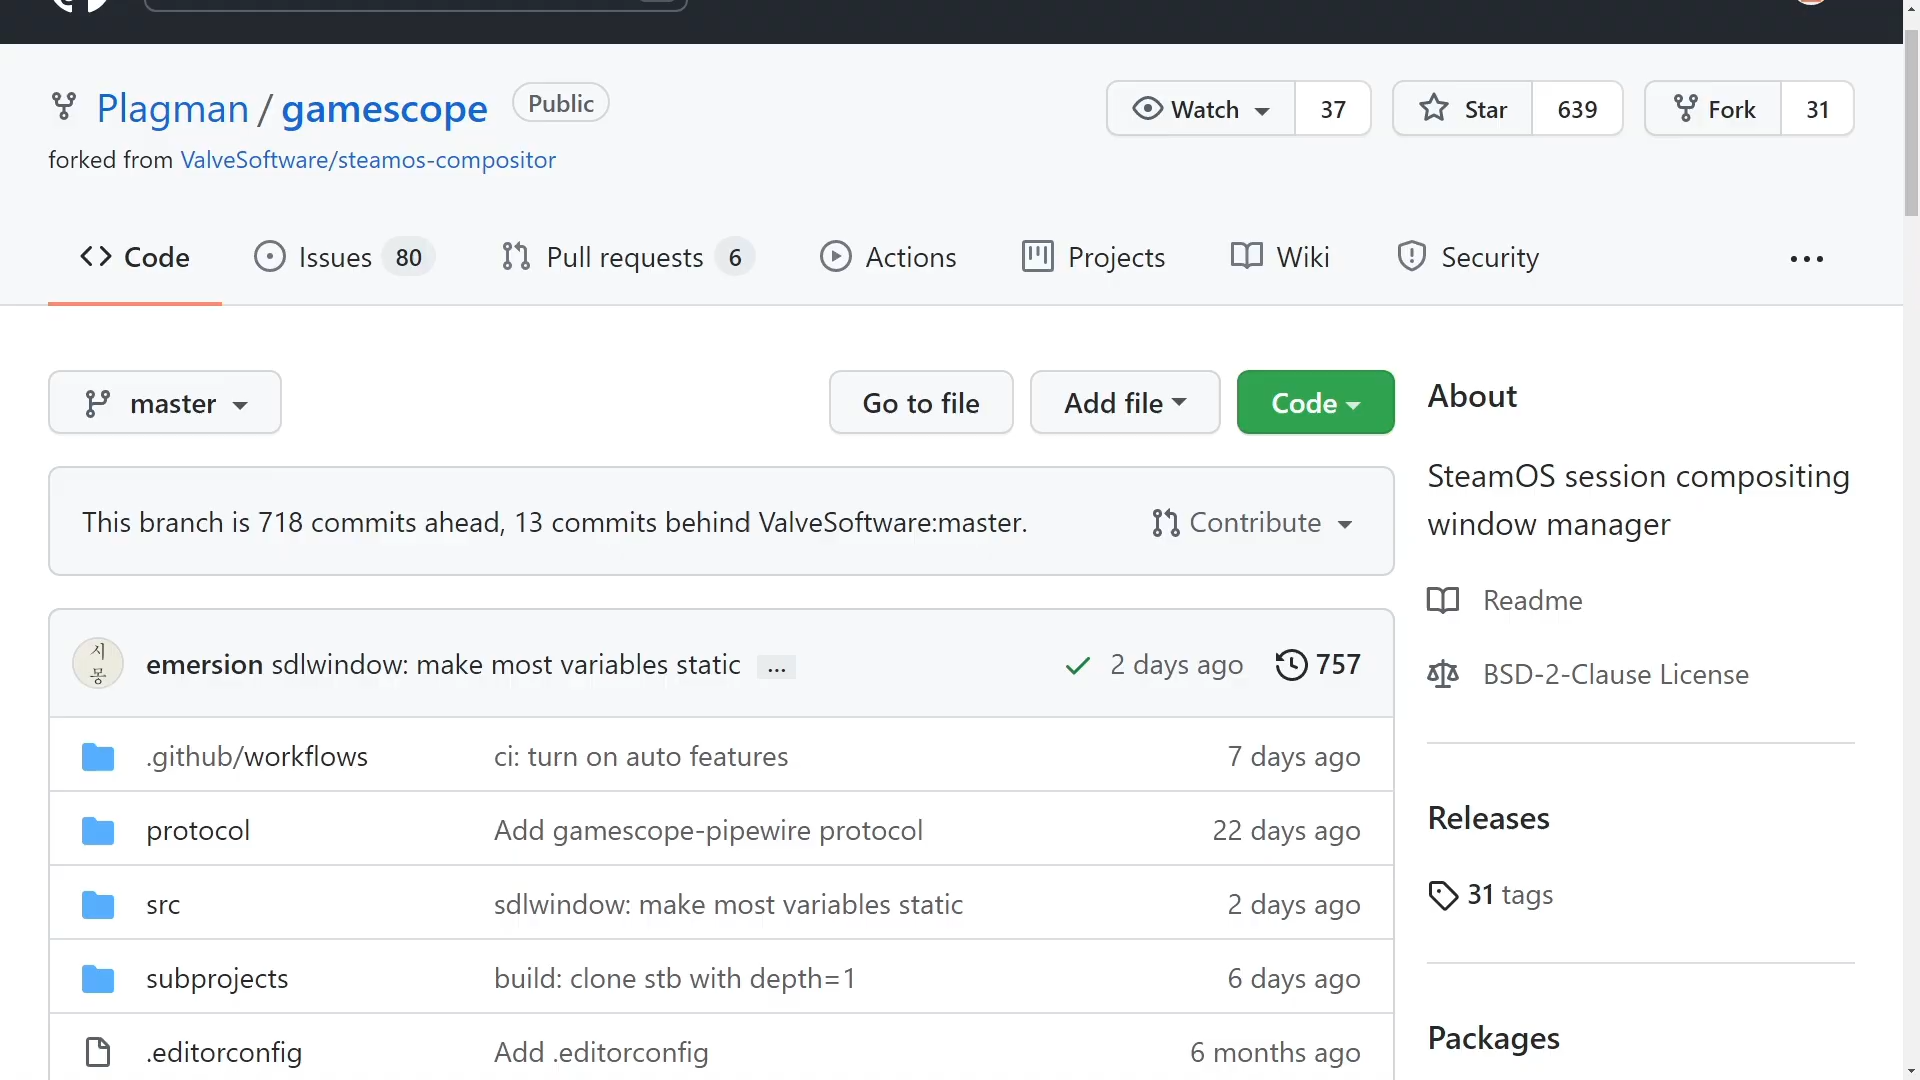 Plagman / gamescope Public
Watch 37 Star 639 Fork 31
forked from ValveSoftware/steamos-compositor
Code Issues 80 Pull requests 6 Actions Projects Wiki Security ...
master Go to file Add file Code
About
SteamOS session compositing
window manager
This branch is 718 commits ahead, 13 commits behind ValveSoftware:master. Contribute
Readme
BSD-2-Clause License
시
몽
emersion sdlwindow: make most variables static ... 2 days ago 757
.github/workflows ci: turn on auto features 7 days ago
protocol Add gamescope-pipewire protocol 22 days ago
src sdlwindow: make most variables static 2 days ago
subprojects build: clone stb with depth=1 6 days ago
.editorconfig Add .editorconfig 6 months ago
Releases
31 tags
Packages